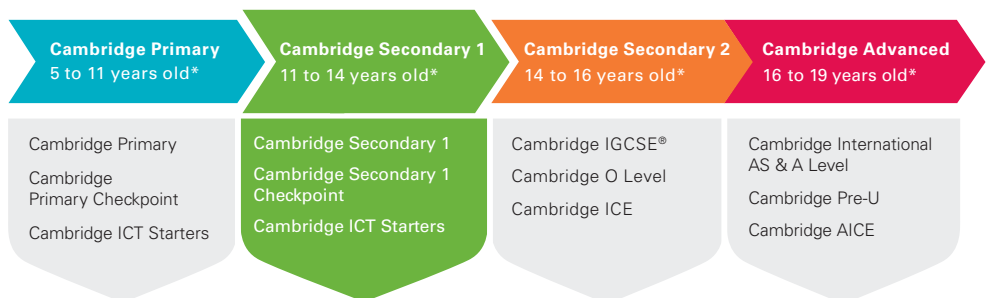 Cambridge Primary
5 to 11 years old*
Cambridge Secondary 1
11 to 14 years old*
Cambridge Secondary 2
14 to 16 years old*
Cambridge Advanced
16 to 19 years old*
Cambridge Primary
Cambridge
Primary Checkpoint
Cambridge ICT Starters
Cambridge Secondary 1
Cambridge Secondary 1
Checkpoint
Cambridge ICT Starters
Cambridge IGCSE®
Cambridge O Level
Cambridge ICE
Cambridge International
AS & A Level
Cambridge Pre-U
Cambridge AICE